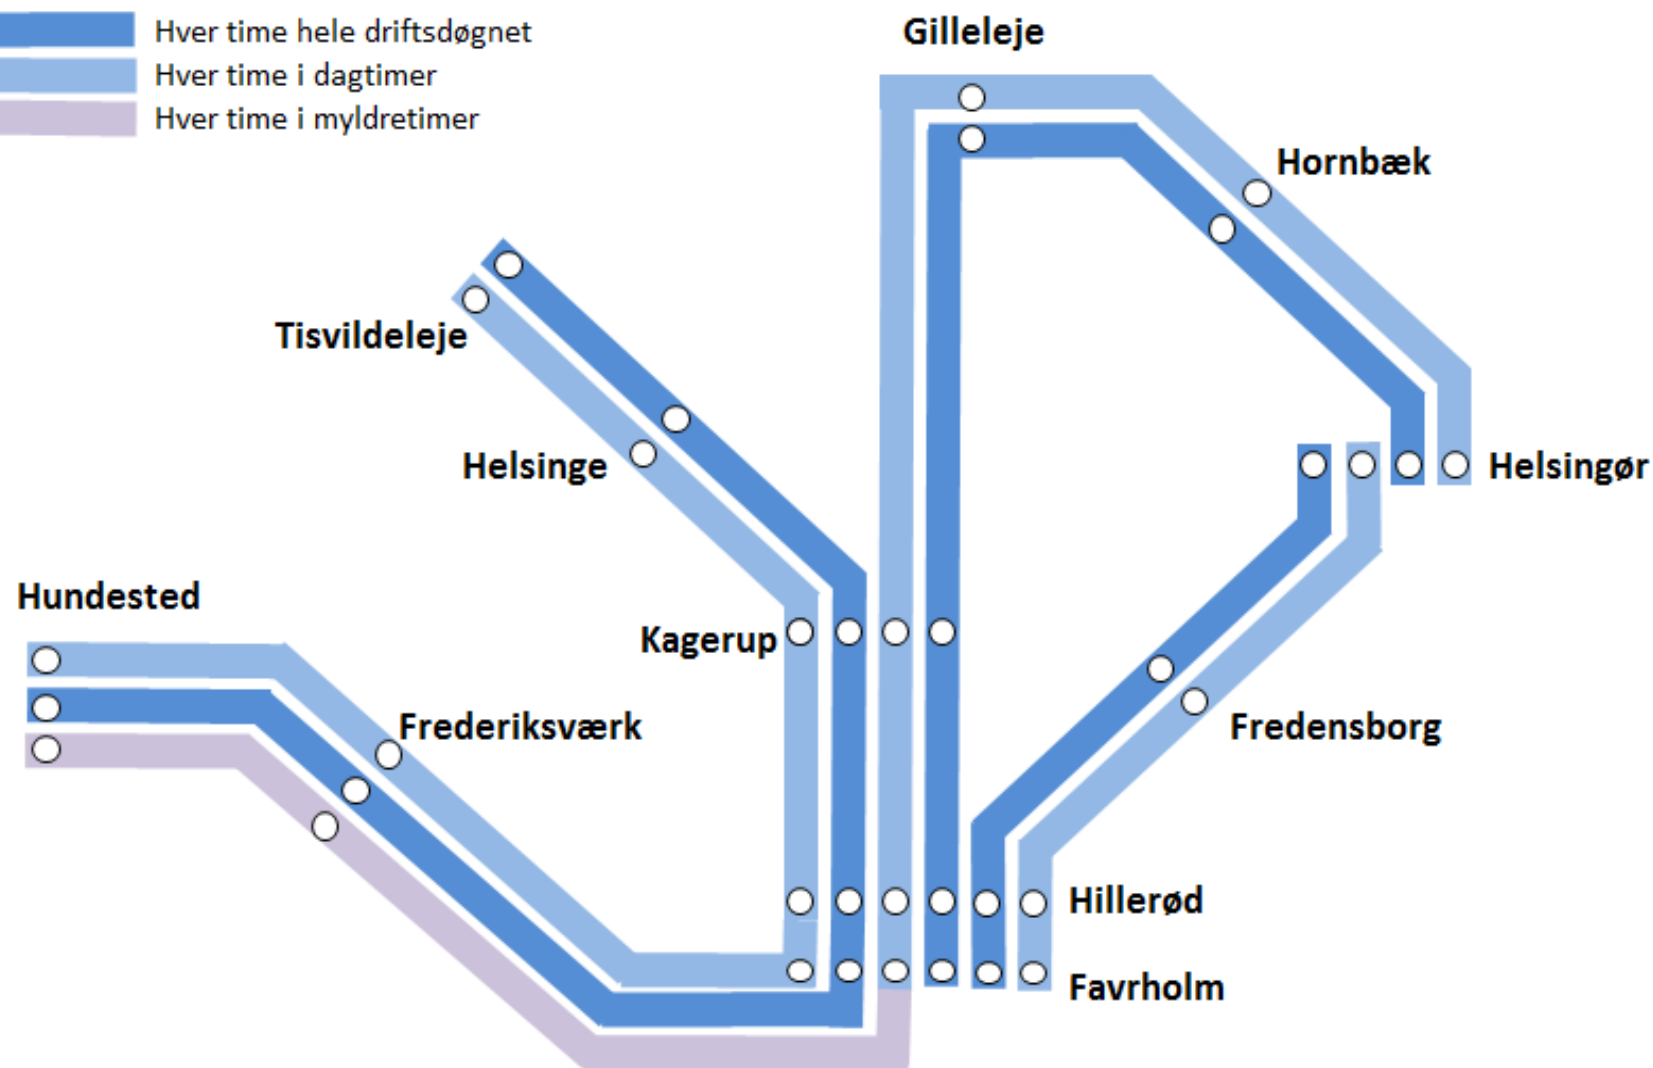 Hver time hele driftsdøgnet
Hver time i dagtimer
Hver time i myldretimer
Gilleleje
Hornbæk
Tisvildeleje
Helsinge
Helsingør
Hundested
Kagerup
Frederiksværk
Fredensborg
Hillerød
Favrholm